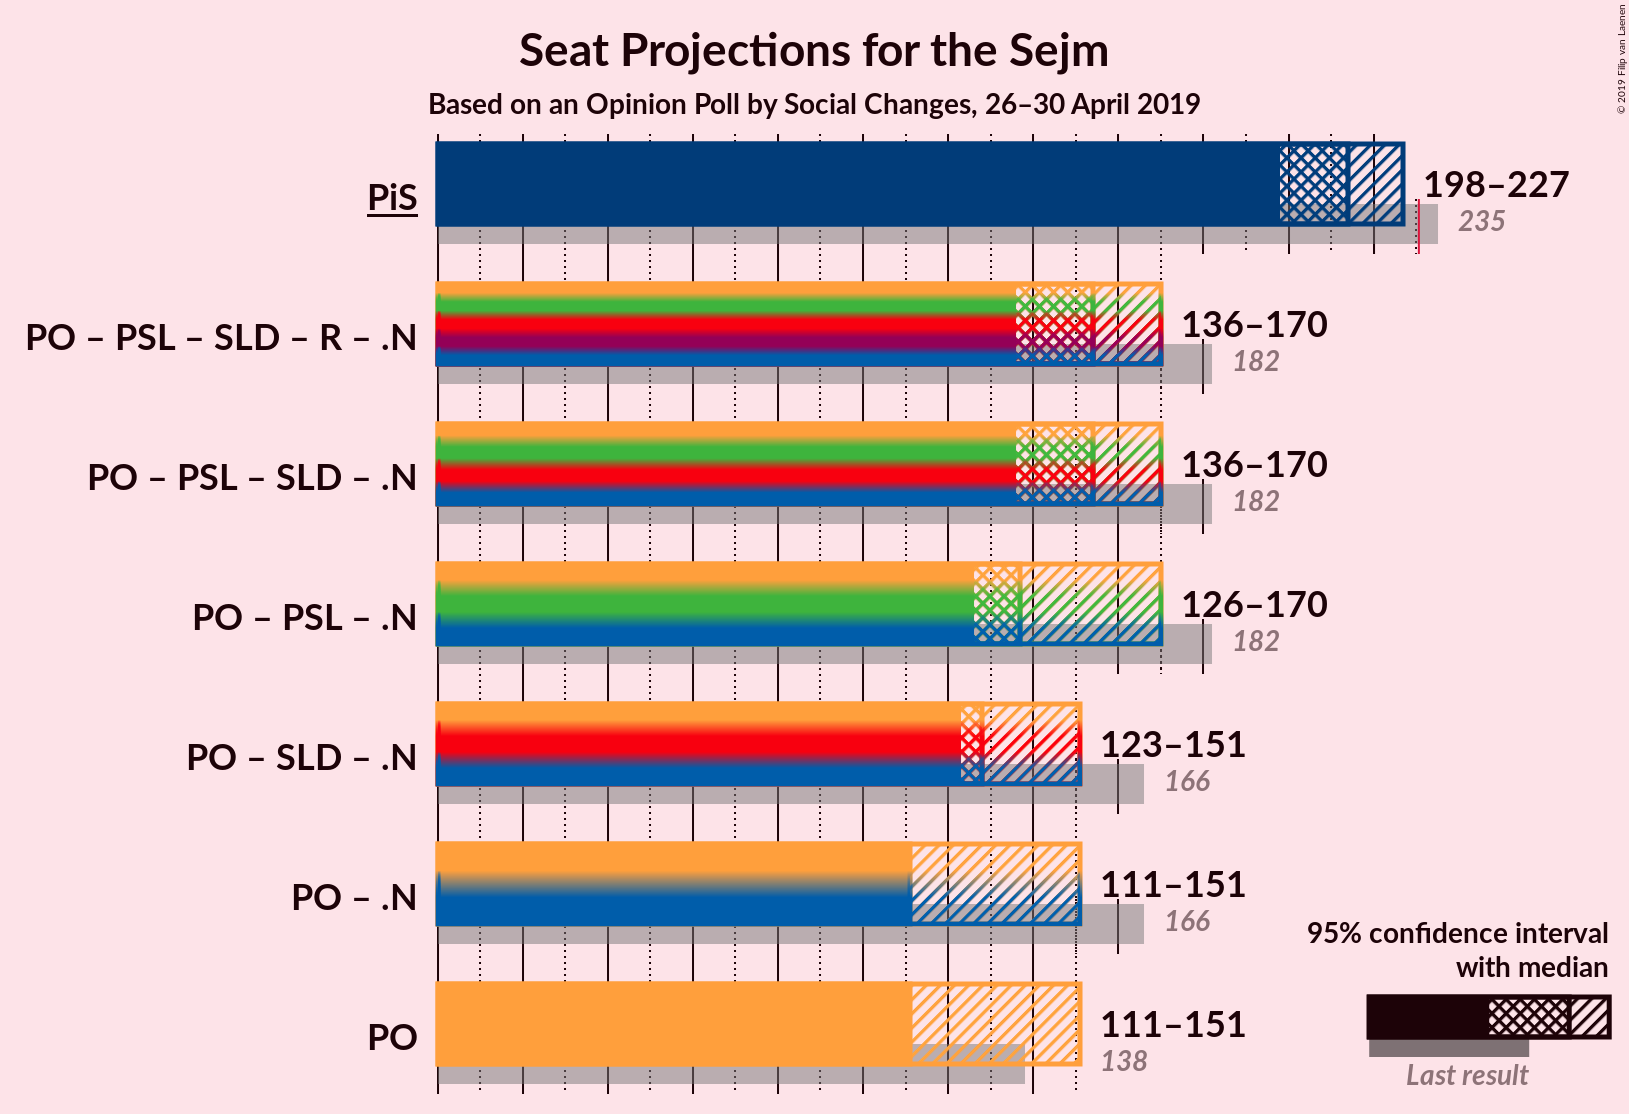 Seat Projections for the Sejm
Based on an Opinion Poll by Social Changes, 26–30 April 2019
© 2019 Filip van Laenen
PiS
198–227
235
PO – PSL – SLD – R – .N
136–170
182
PO – PSL – SLD – .N
136–170
182
PO – PSL – .N
126–170
182
PO – SLD – .N
123–151
166
PO – .N
111–151
166
PO
111–151
138
95% confidence interval
with median
Last result